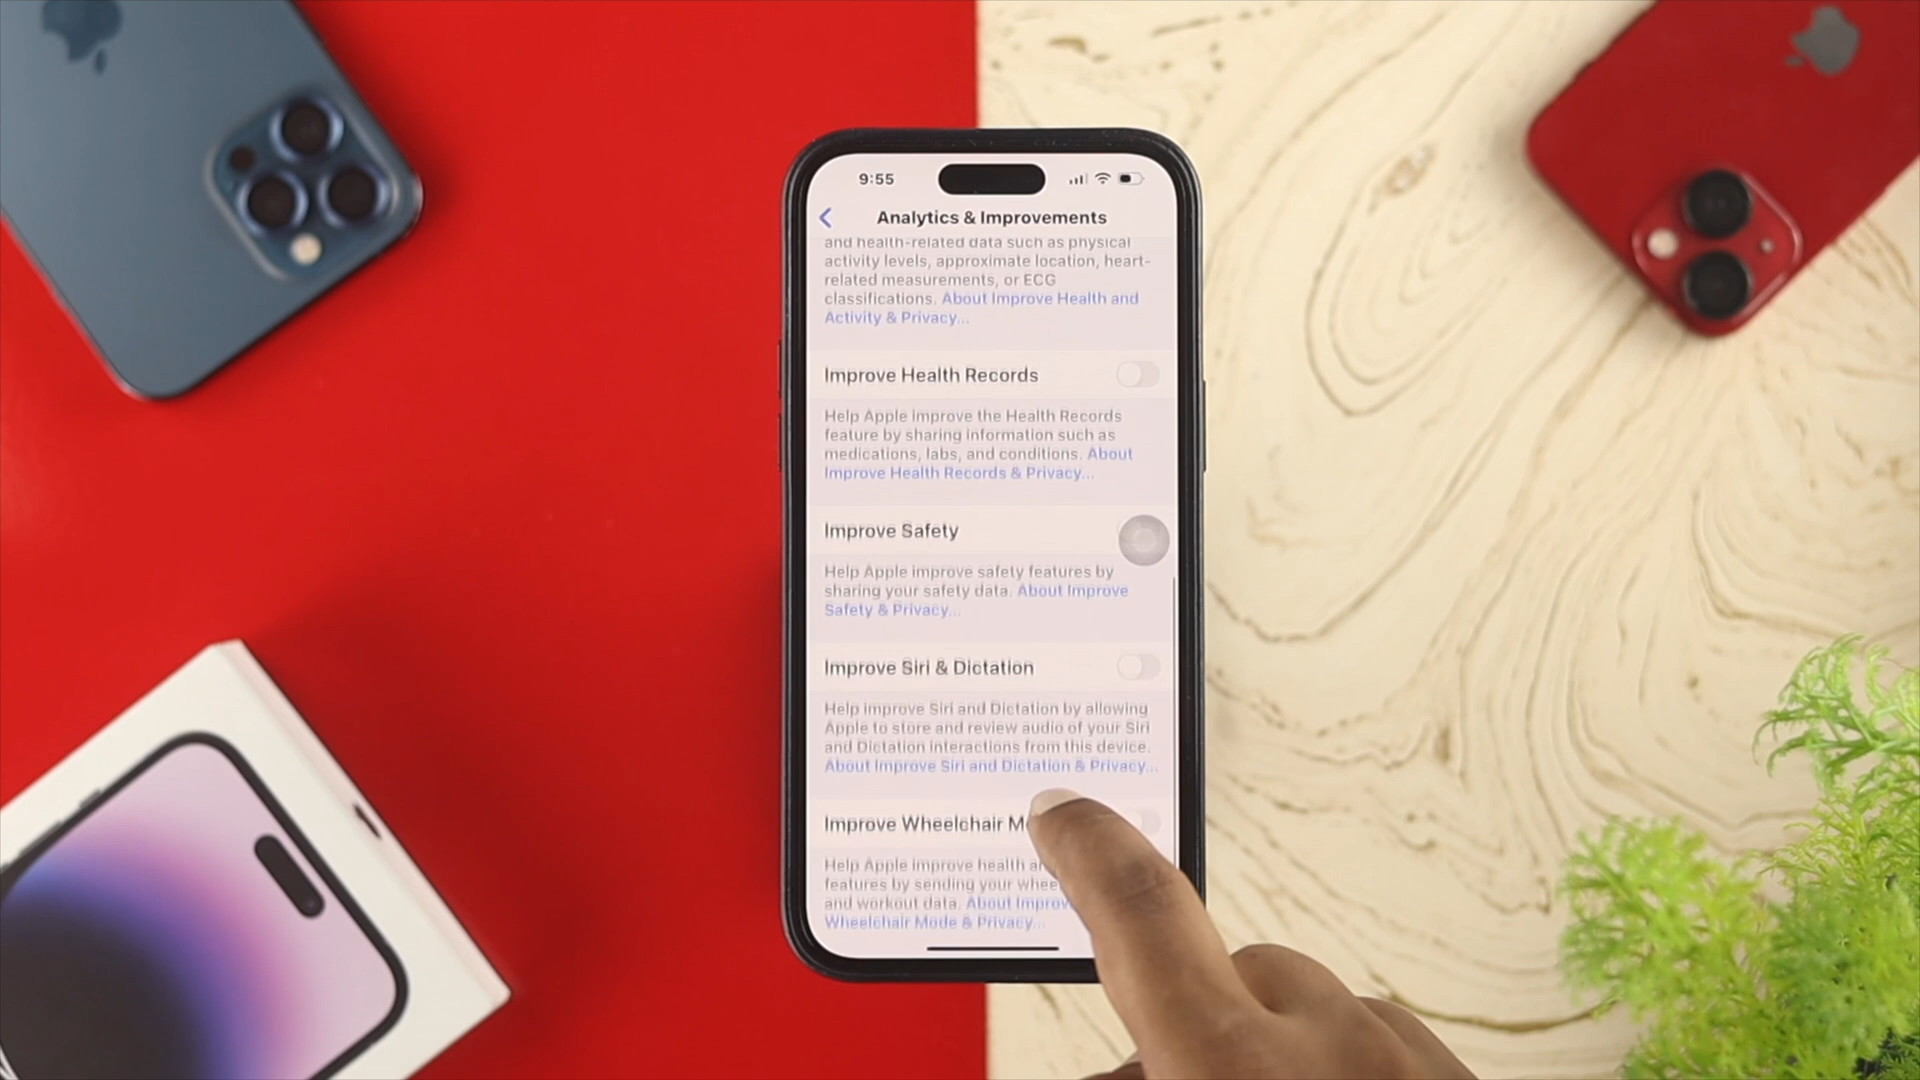 9:55
Analytics & Improvements
and health-related data such as physical
activity levels, approximate location, heart-
related measurements, or ECG
classifications. About Improve Health and
Activity & Privacy...
Improve Health Records
Help Apple improve the Health Records
feature by sharing information such as
medications, labs, and conditions. About
Improve Health Records & Privacy...
Improve Safety
Help Apple improve safety features by
sharing your safety data. About Improve
Safety & Privacy...
Improve Siri & Dictation
Help improve Siri and Dictation by allowing
Apple to store and review audio of your Siri
and Dictation interactions from this device.
About Improve Siri and Dictation & Privacy...
Improve Wheelchair
Help Apple improve health
features by sending your
and workout data. About
Wheelchair Mode & Privacy...